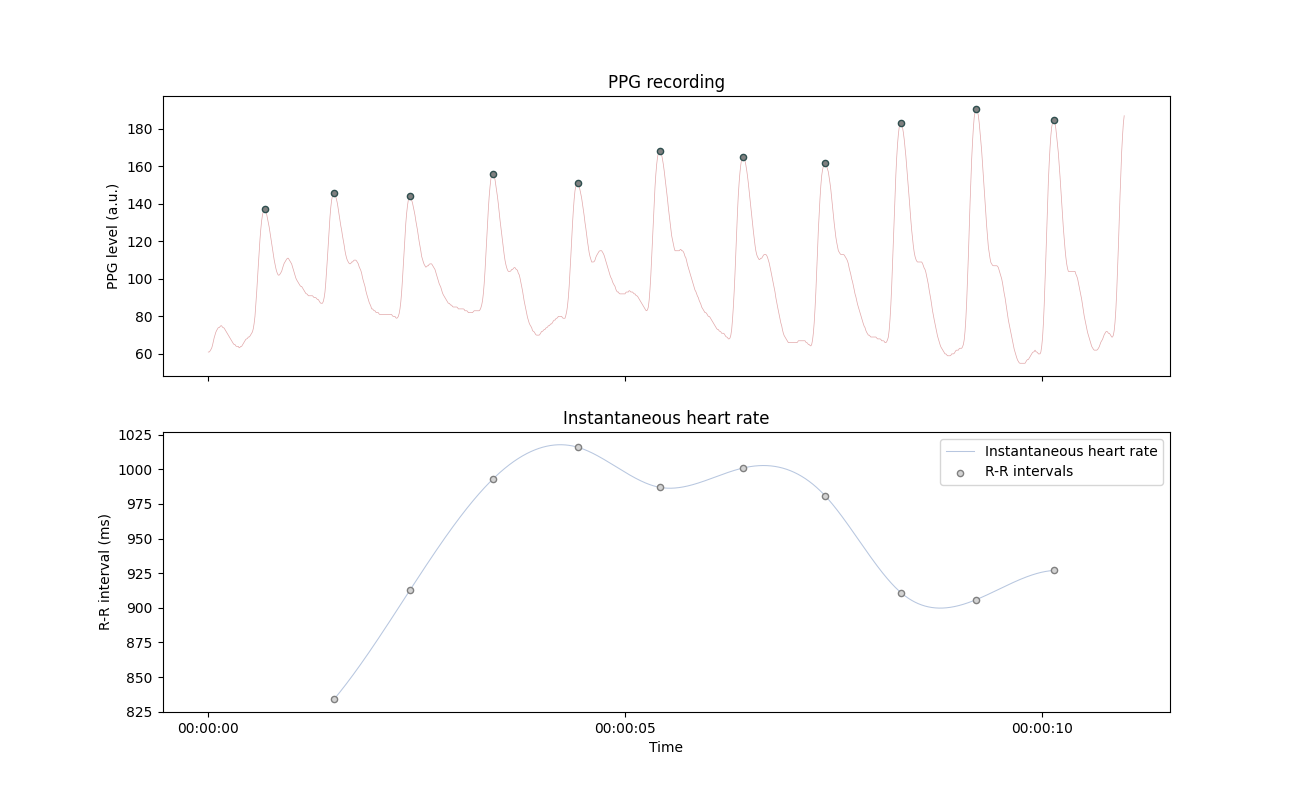 PPG recording
180
160
140
120
100
80
60
PPG level (a.u.)
Instantaneous heart rate
1025
1000
975
950
925
900
875
850
825
R-R interval (ms)
Instantaneous heart rate
R-R intervals
00:00:00 00:00:05 00:00:10
Time